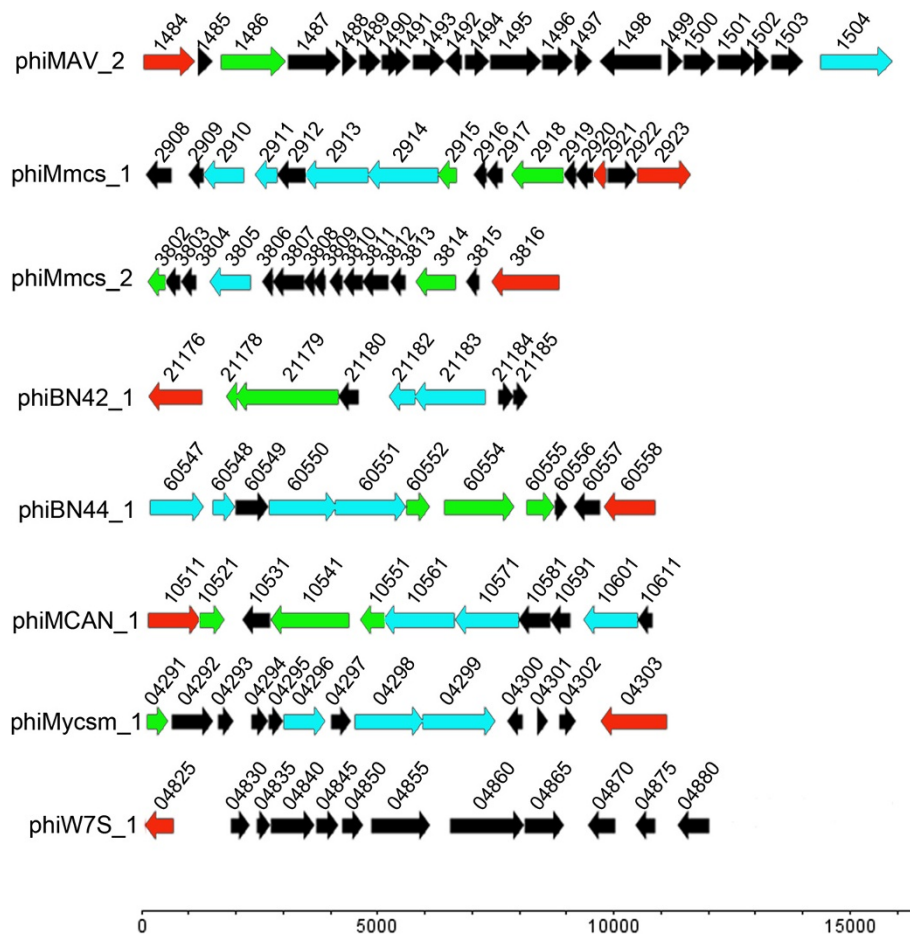 1484 1485 1486 1487 1488 1489 1490 1491 1493 1492 1494 1495 1496 1497 1498 1499 1500 1501 1502 1503 1504
phiMAV_2
2908 2909 2910 2911 2912 2913 2914 2915 2916 2917 2918 2919 2920 2921 2922 2923
phiMmcs_1
3802 3803 3804 3805 3806 3807 3808 3809 3810 3811 3812 3813 3814 3815 3816
phiMmcs_2
21176 21178 21179 21180 21182 21183 21184 21185
phiBN42_1
60547 60548 60549 60550 60551 60552 60554 60555 60556 60557 60558
phiBN44_1
10511 10521 10531 10541 10551 10561 10571 10581 10591 10601 10611
phiMCAN_1
04291 04292 04293 04294 04295 04296 04297 04298 04299 04300 04301 04302 04303
phiMycsm_1
04825 04830 04835 04840 04845 04850 04855 04860 04865 04870 04875 04880
phiW7S_1
0 5000 10000 15000